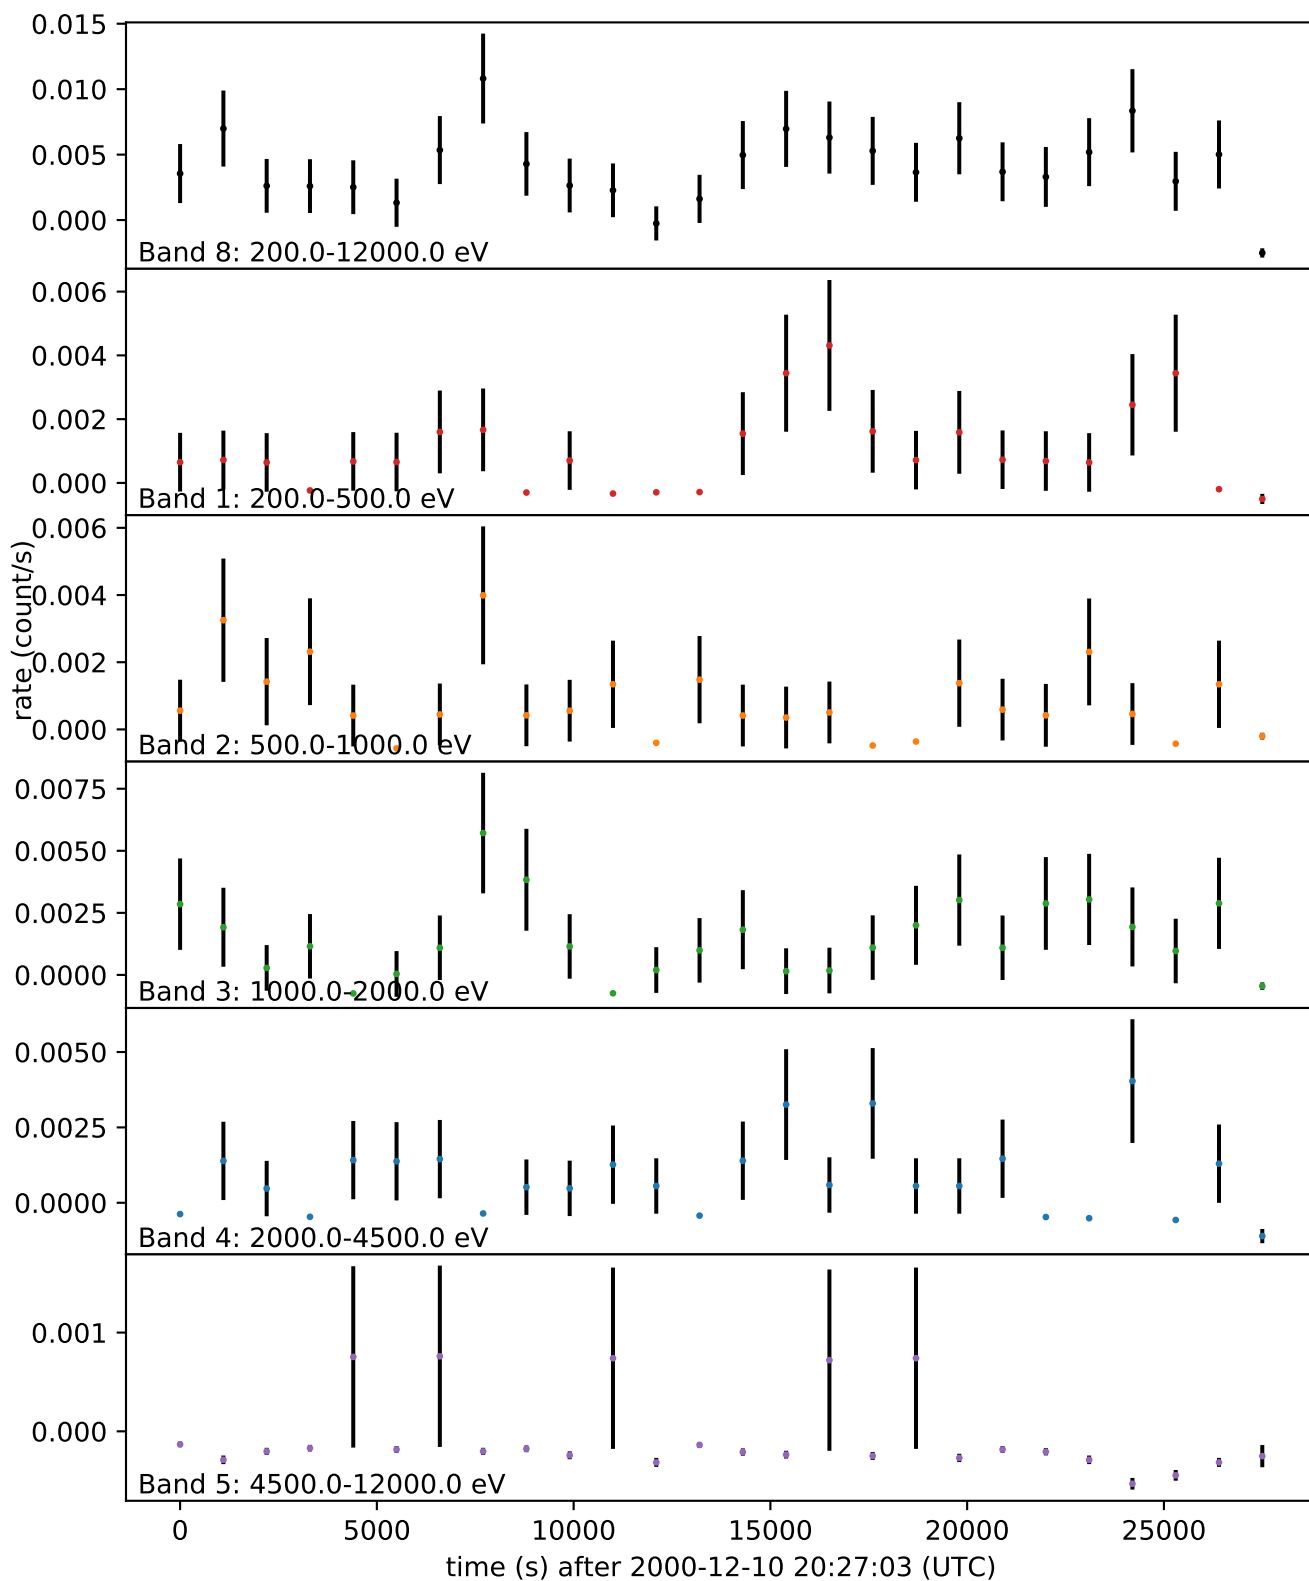 0.015
0.010
0.005
0.000
Band 8: 200.0-12000.0 eV
0.006
0.004
0.002
0.000
Band 1: 200.0-500.0 eV
rate (count/s)
0.006
0.004
0.002
0.000
Band 2: 500.0-1000.0 eV
0.0075
0.0050
0.0025
0.0000
Band 3: 1000.0-2000.0 eV
0.0050
0.0025
0.0000
Band 4: 2000.0-4500.0 eV
0.001
0.000
Band 5: 4500.0-12000.0 eV
0 5000 10000 15000 20000 25000
time (s) after 2000-12-10 20:27:03 (UTC)